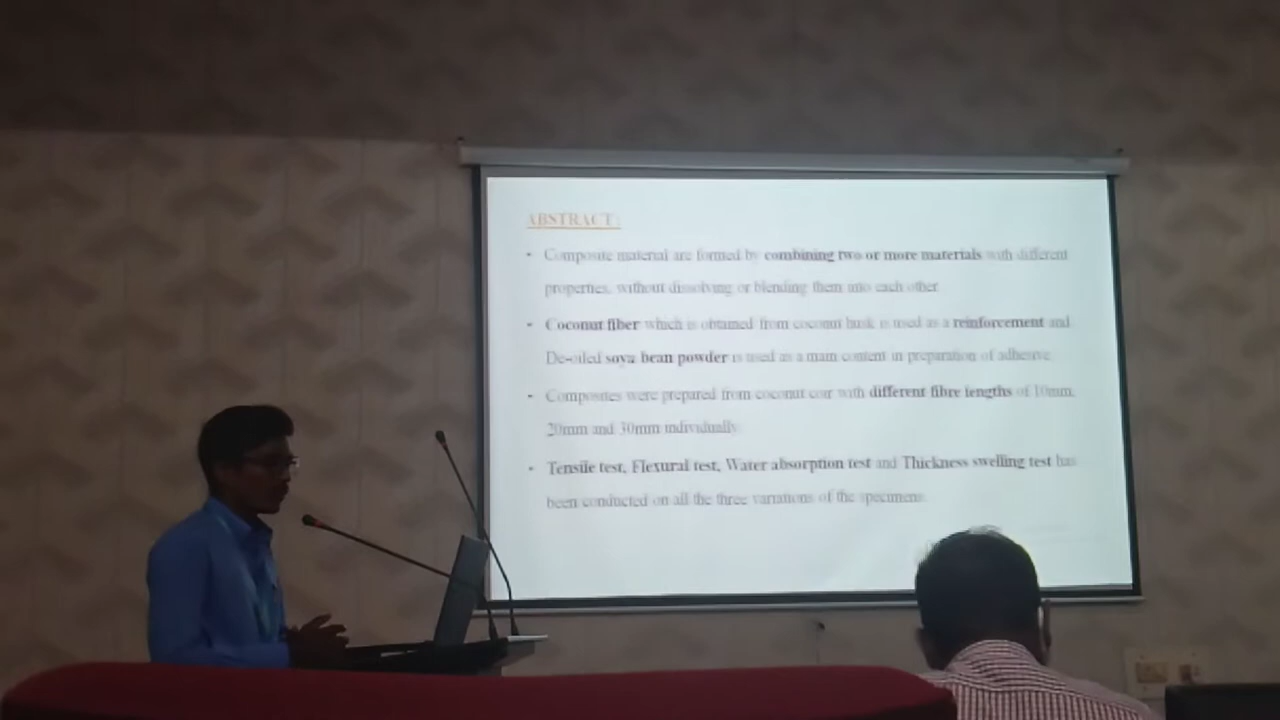 ABSTRACT:
• Composite material are formed by combining two or more materials with different
properties, without dissolving or blending them into each other
• Coconut fiber which is obtained from coconut husk is used as a reinforcement and
De-oiled soya bean powder is used as a main content in preparation of adhesive.
• Composites were prepared from coconut coir with different fibre lengths of 10mm,
20mm and 30mm individually.
• Tensile test, Flexural test, Water absorption test and Thickness swelling test has
been conducted on all the three variations of the specimens.